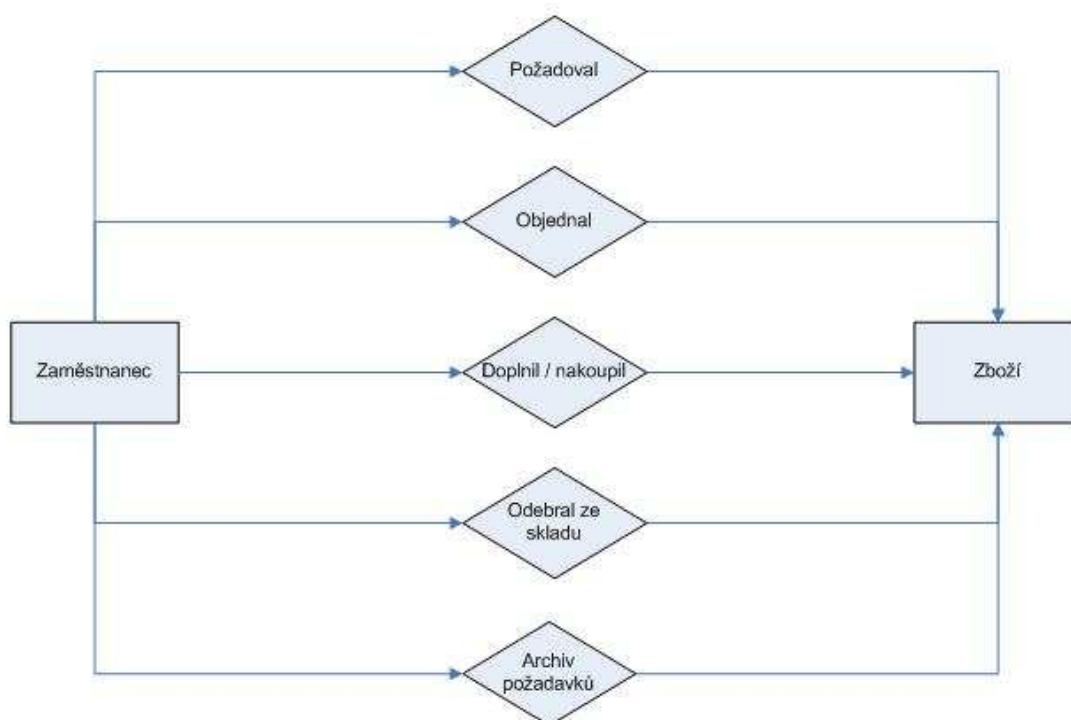 Požadoval
Objednal
Zaměstnanec
Doplnil / nakoupil
Zboží
Odebral ze
skladu
Archiv
požadavků